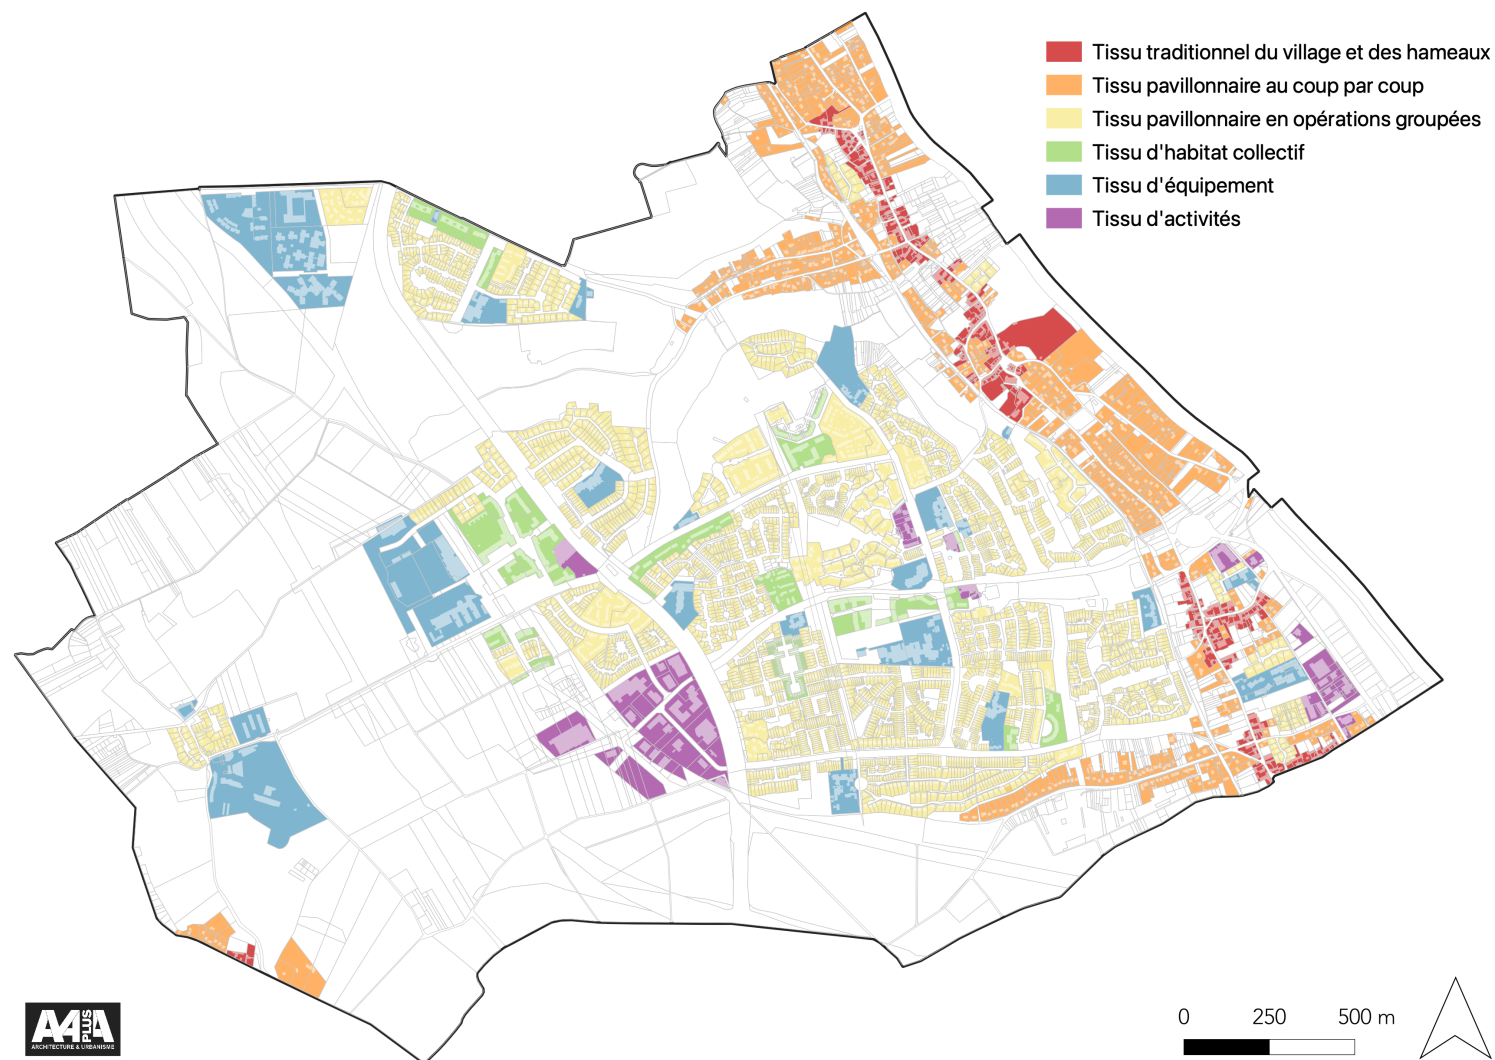 Tissu traditionnel du village et des hameaux
Tissu pavillonnaire au coup par coup
Tissu pavillonnaire en opérations groupées
Tissu d'habitat collectif
Tissu d'équipement
Tissu d'activités
A4A PLUS
ARCHITECTURE & URBANISME
0 250 500 m